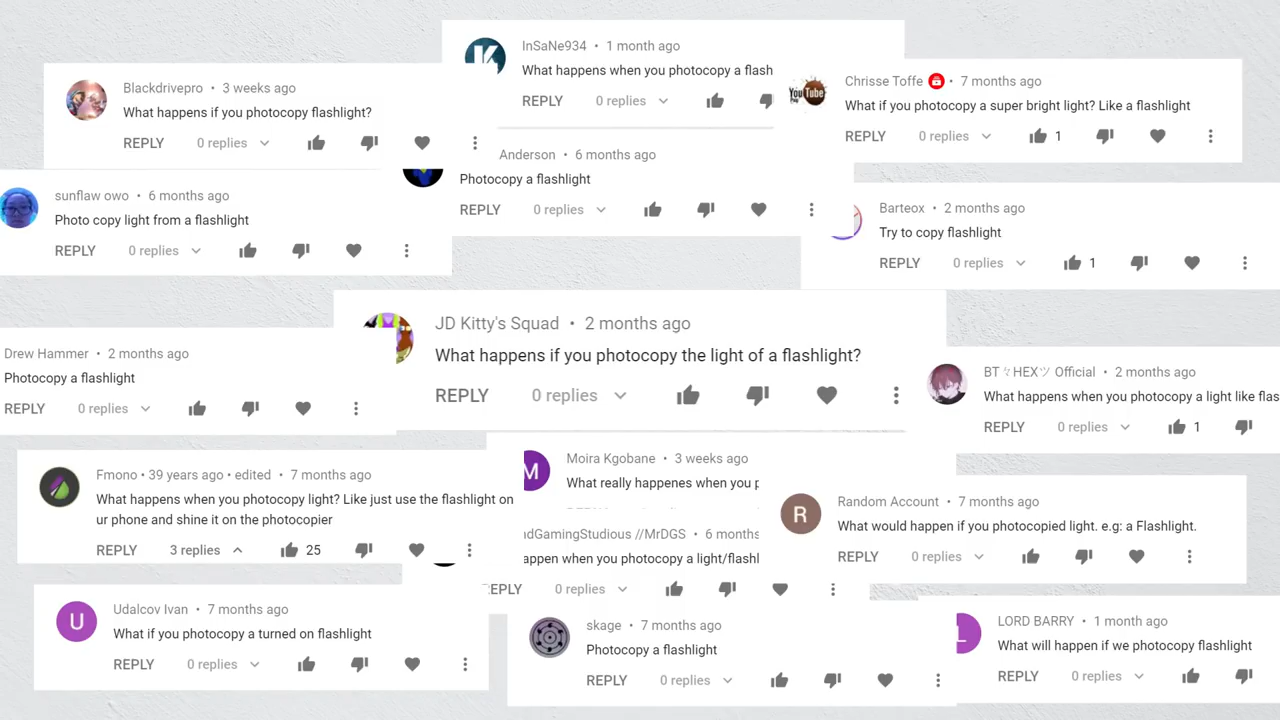 InSaNe934 • 1 month ago
What happens when you photocopy a flash
REPLY 0 replies
Blackdrivepro • 3 weeks ago
What happens if you photocopy flashlight?
REPLY 0 replies
YouTube
Chrisse Toffe • 7 months ago
What if you photocopy a super bright light? Like a flashlight
REPLY 0 replies 1
Anderson • 6 months ago
Photocopy a flashlight
REPLY 0 replies
sunflaw owo • 6 months ago
Photo copy light from a flashlight
REPLY 0 replies
Barteox • 2 months ago
Try to copy flashlight
REPLY 0 replies 1
JD Kitty's Squad • 2 months ago
What happens if you photocopy the light of a flashlight?
REPLY 0 replies
Drew Hammer • 2 months ago
Photocopy a flashlight
REPLY 0 replies
BT ミHEXツ Official • 2 months ago
What happens when you photocopy a light like flas
REPLY 0 replies 1
Fmono • 39 years ago • edited • 7 months ago
What happens when you photocopy light? Like just use the flashlight on
ur phone and shine it on the photocopier
REPLY 3 replies 25
M
Moira Kgobane • 3 weeks ago
What really happenes when you p
R
Random Account • 7 months ago
What would happen if you photocopied light. e.g: a Flashlight.
REPLY 0 replies
dGamingStudious //MrDGS • 6 months
appen when you photocopy a light/flashl
REPLY 0 replies
U
Udalcov Ivan • 7 months ago
What if you photocopy a turned on flashlight
REPLY 0 replies
skage • 7 months ago
Photocopy a flashlight
REPLY 0 replies
L
LORD BARRY • 1 month ago
What will happen if we photocopy flashlight
REPLY 0 replies